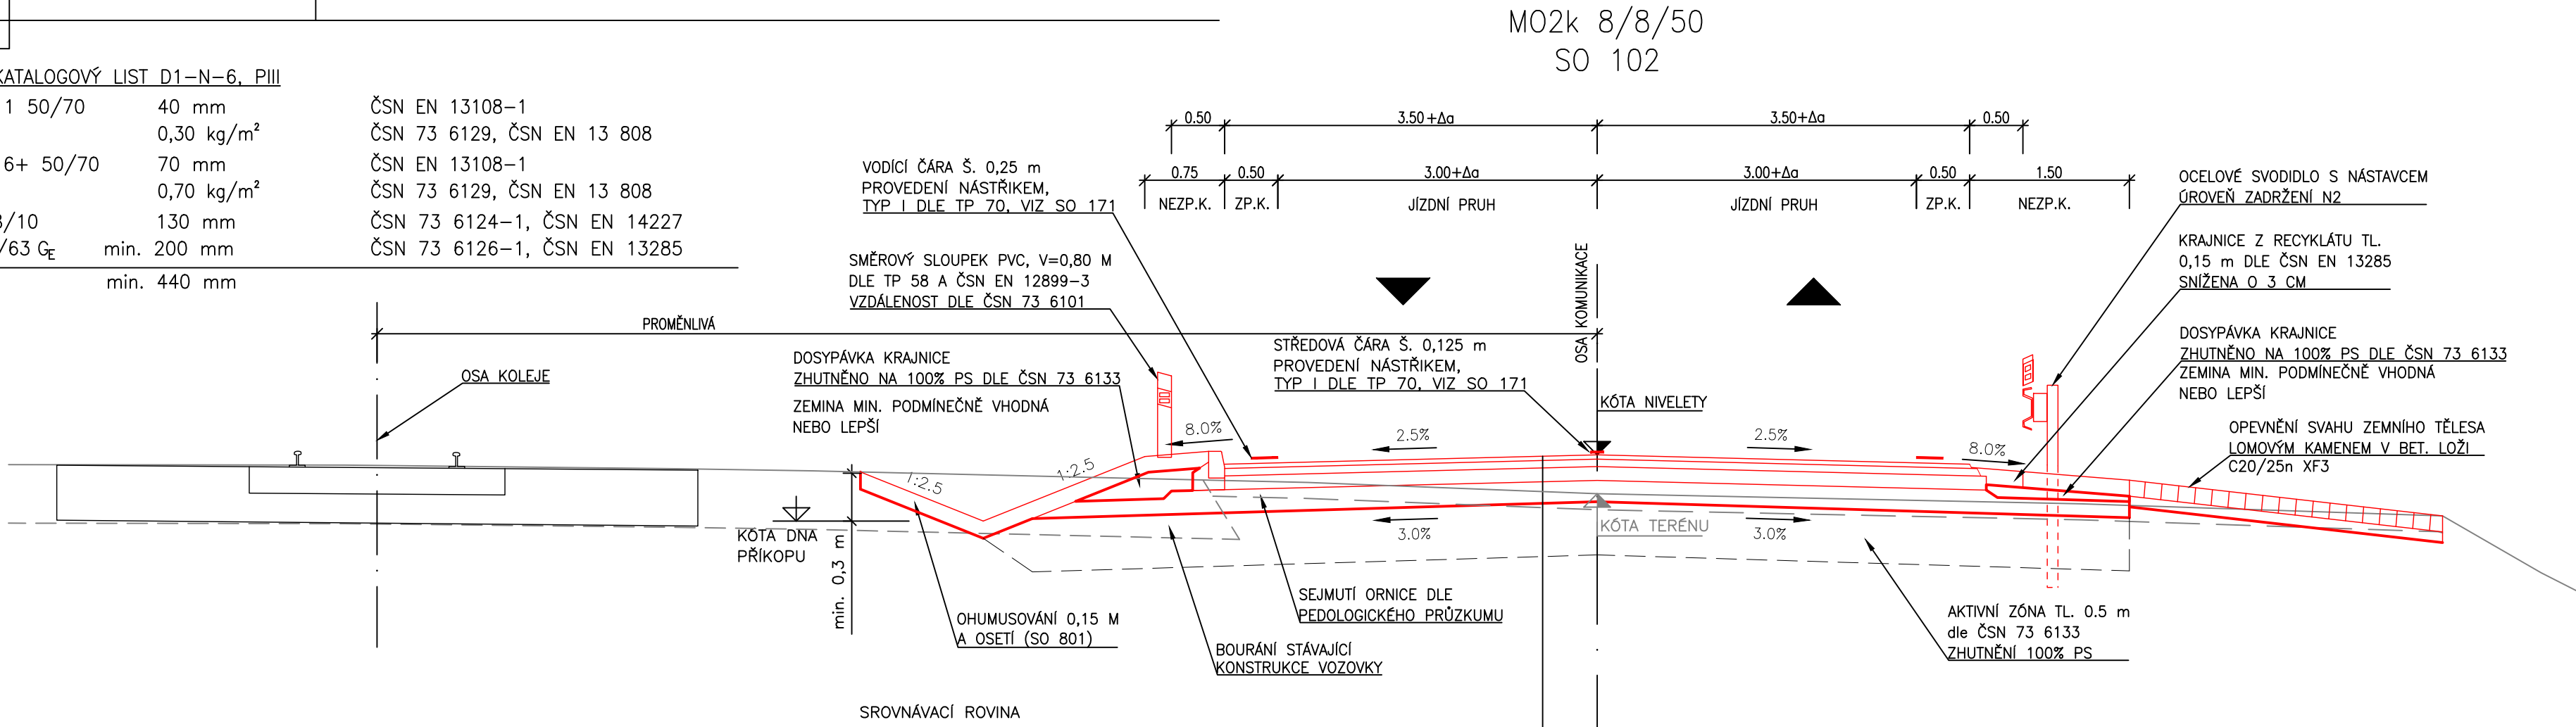 MO2k 8/8/50
SO 102
KATALOGOVÝ LIST D1-N-6, PIII
1 50/70 40 mm ČSN EN 13108-1
0,30 kg/m² ČSN 73 6129, ČSN EN 13 808
6+ 50/70 70 mm ČSN EN 13108-1
0,70 kg/m² ČSN 73 6129, ČSN EN 13 808
8/10 130 mm ČSN 73 6124-1, ČSN EN 14227
/63 GE min. 200 mm ČSN 73 6126-1, ČSN EN 13285
min. 440 mm
0.50 3.50+Δa 3.50+Δa 0.50
0.75 0.50 3.00+Δa 3.00+Δa 0.50 1.50
NEZP.K. ZP.K. JÍZDNÍ PRUH JÍZDNÍ PRUH ZP.K. NEZP.K.
VODÍCÍ ČÁRA Š. 0,25 m
PROVEDENÍ NÁSTŘIKEM,
TYP I DLE TP 70, VIZ SO 171
SMĚROVÝ SLOUPEK PVC, V=0,80 M
DLE TP 58 A ČSN EN 12899-3
VZDÁLENOST DLE ČSN 73 6101
PROMĚNLIVÁ
OSA KOLEJE
DOSYPÁVKA KRAJNICE
ZHUTNĚNO NA 100% PS DLE ČSN 73 6133
ZEMINA MIN. PODMÍNEČNĚ VHODNÁ
NEBO LEPŠÍ
STŘEDOVÁ ČÁRA Š. 0,125 m
PROVEDENÍ NÁSTŘIKEM,
TYP I DLE TP 70, VIZ SO 171
OSA KOMUNIKACE
KÓTA NIVELETY
OCELOVÉ SVODIDLO S NÁSTAVCEM
ÚROVEŇ ZADRŽENÍ N2
KRAJNICE Z RECYKLÁTU TL.
0,15 m DLE ČSN EN 13285
SNÍŽENA O 3 CM
DOSYPÁVKA KRAJNICE
ZHUTNĚNO NA 100% PS DLE ČSN 73 6133
ZEMINA MIN. PODMÍNEČNĚ VHODNÁ
NEBO LEPŠÍ
OPEVNĚNÍ SVAHU ZEMNÍHO TĚLESA
LOMOVÝM KAMENEM V BET. LOŽI
C20/25n XF3
8.0% 2.5% 2.5% 8.0%
1:2.5 1:2.5
KÓTA DNA
PŘÍKOPU
min. 0,3 m
3.0% 3.0%
KÓTA TERÉNU
OHUMUSOVÁNÍ 0,15 M
A OSETÍ (SO 801)
BOURÁNÍ STÁVAJÍCÍ
KONSTRUKCE VOZOVKY
SEJMUTÍ ORNICE DLE
PEDOLOGICKÉHO PRŮZKUMU
AKTIVNÍ ZÓNA TL. 0.5 m
dle ČSN 73 6133
ZHUTNĚNÍ 100% PS
SROVNÁVACÍ ROVINA